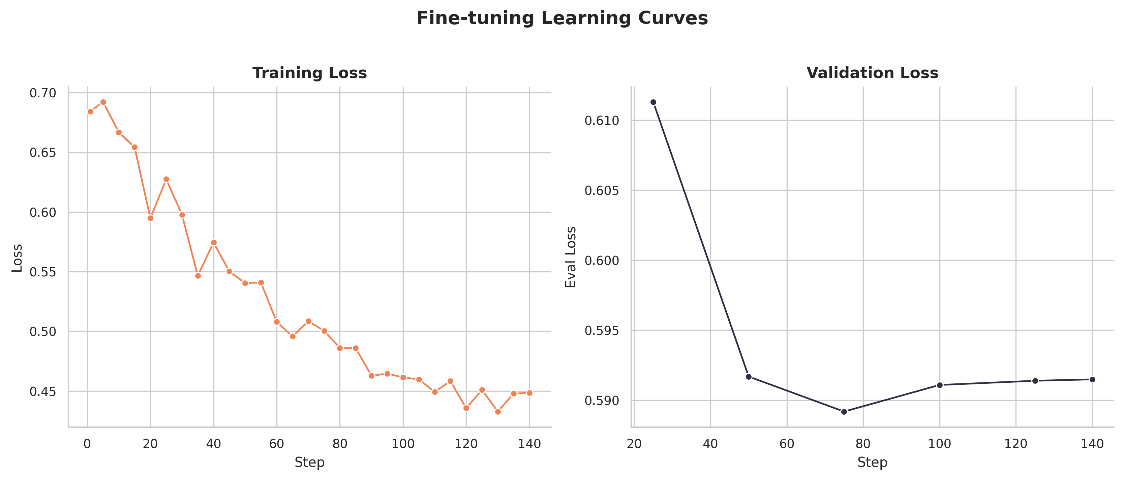 Fine-tuning Learning Curves
Training Loss
Loss
0.70
0.65
0.60
0.55
0.50
0.45
0 20 40 60 80 100 120 140
Step
Validation Loss
Eval Loss
0.610
0.605
0.600
0.595
0.590
20 40 60 80 100 120 140
Step